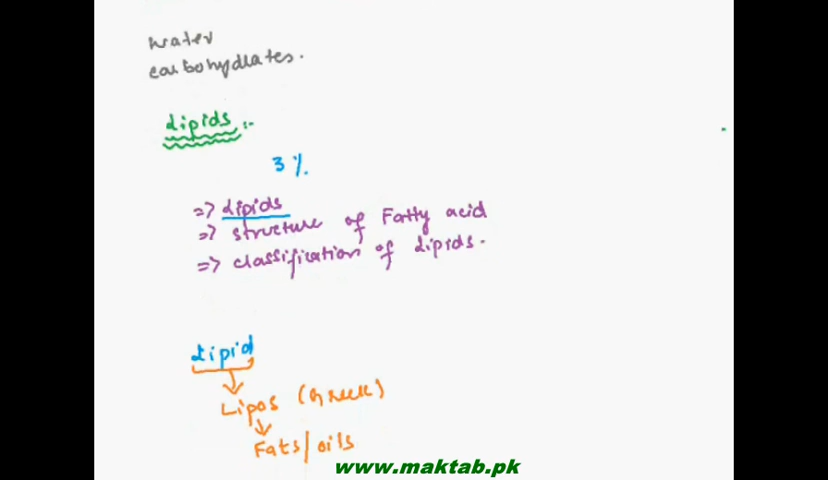 water
carbohydrates.
Lipids :-
3 %.
=> Lipids
=> structure of Fatty acid
=> classification of Lipids.
Lipid
Lipos (Greek)
Fats/oils
www.maktab.pk